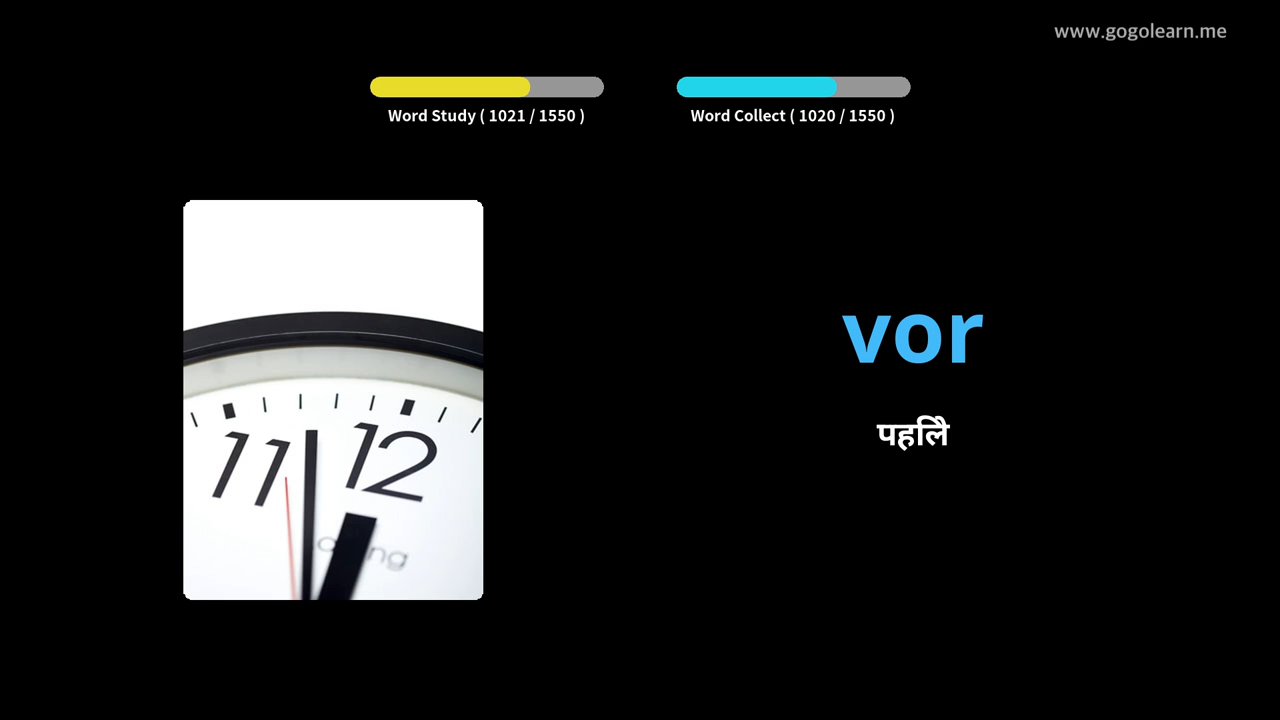 www.gogolearn.me
Word Study ( 1021 / 1550 )
Word Collect ( 1020 / 1550 )
11 12
vor
पहलिे